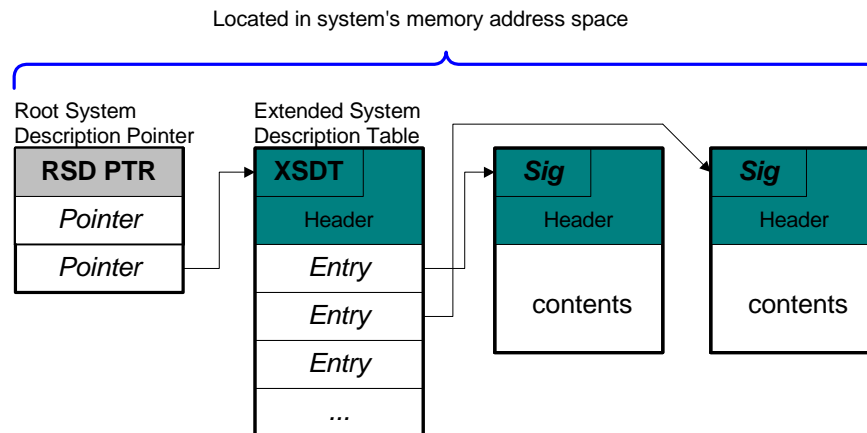 Located in system's memory address space
Root System
Description Pointer
RSD PTR
Pointer
Pointer
Extended System
Description Table
XSDT
Header
Entry
Entry
Entry
...
Sig
Header
contents
Sig
Header
contents